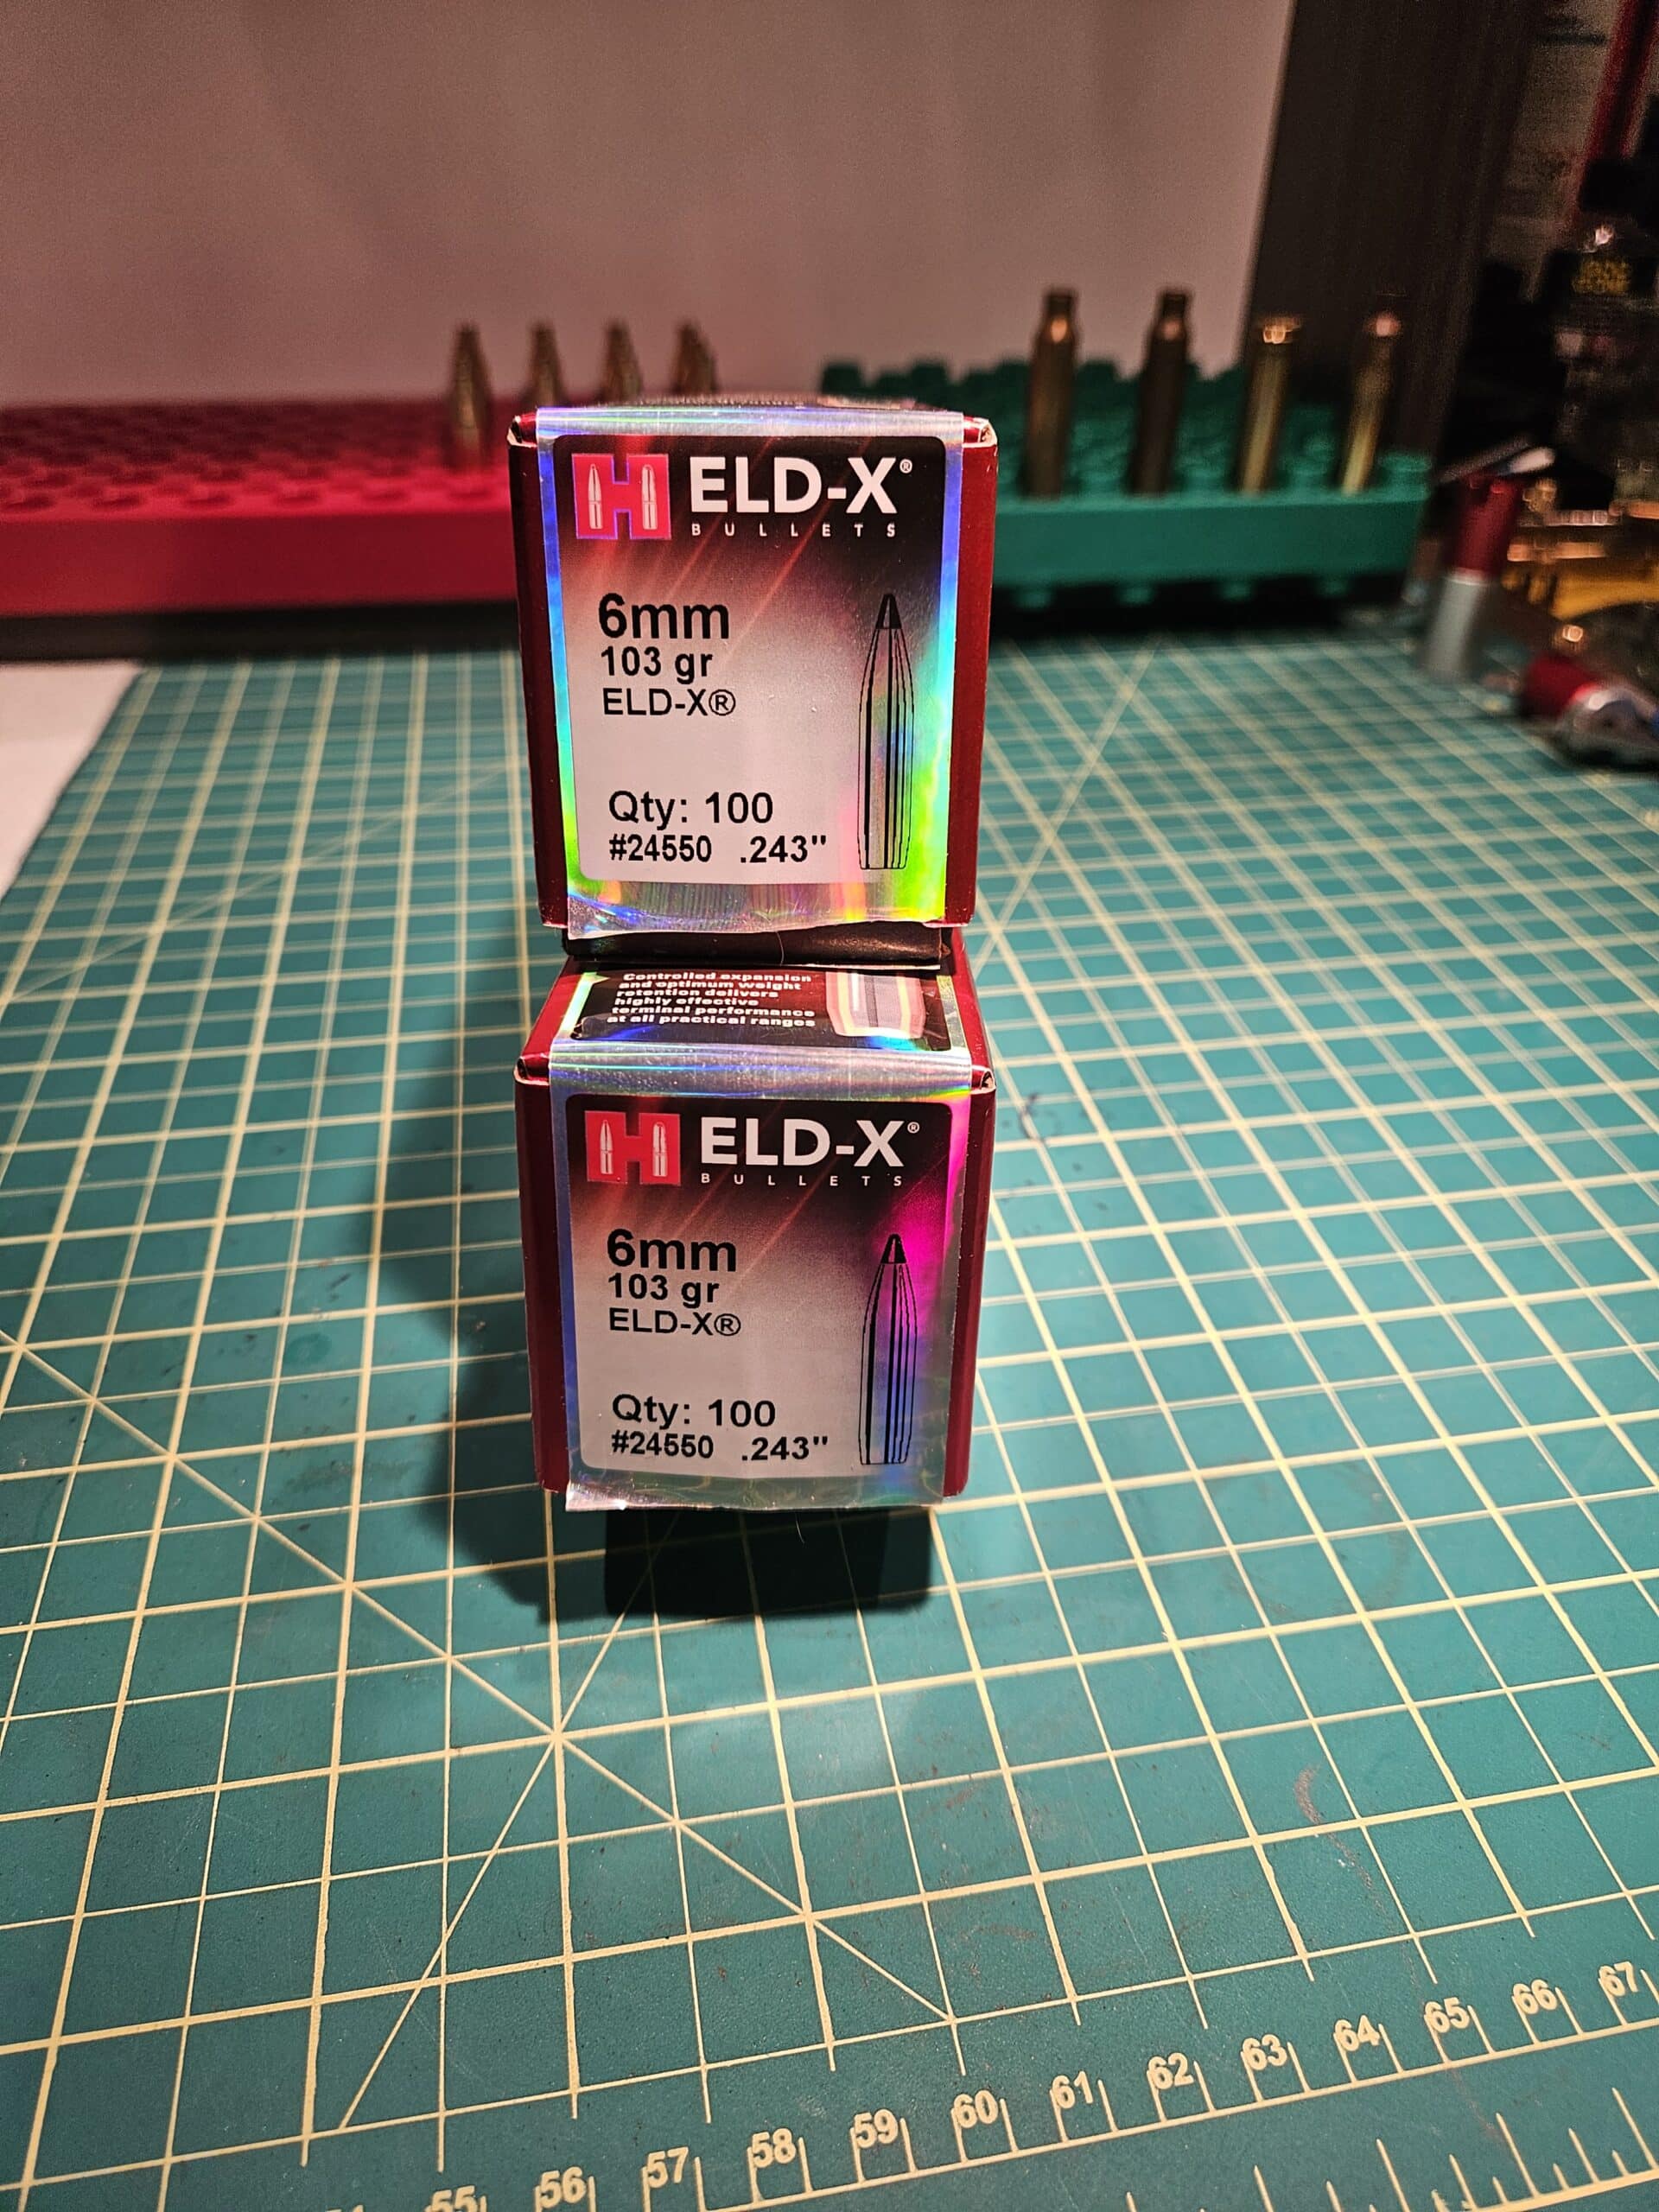 H ELD-X®
BULLETS
6mm
103 gr
ELD-X®
Qty: 100
#24550 .243"
Controlled expansion
and optimum weight
retention delivers
highly effective
terminal performance
at all practical ranges
H ELD-X®
BULLETS
6mm
103 gr
ELD-X®
Qty: 100
#24550 .243"
55 56 57 58 59 60 61 62 63 64 65 66 67